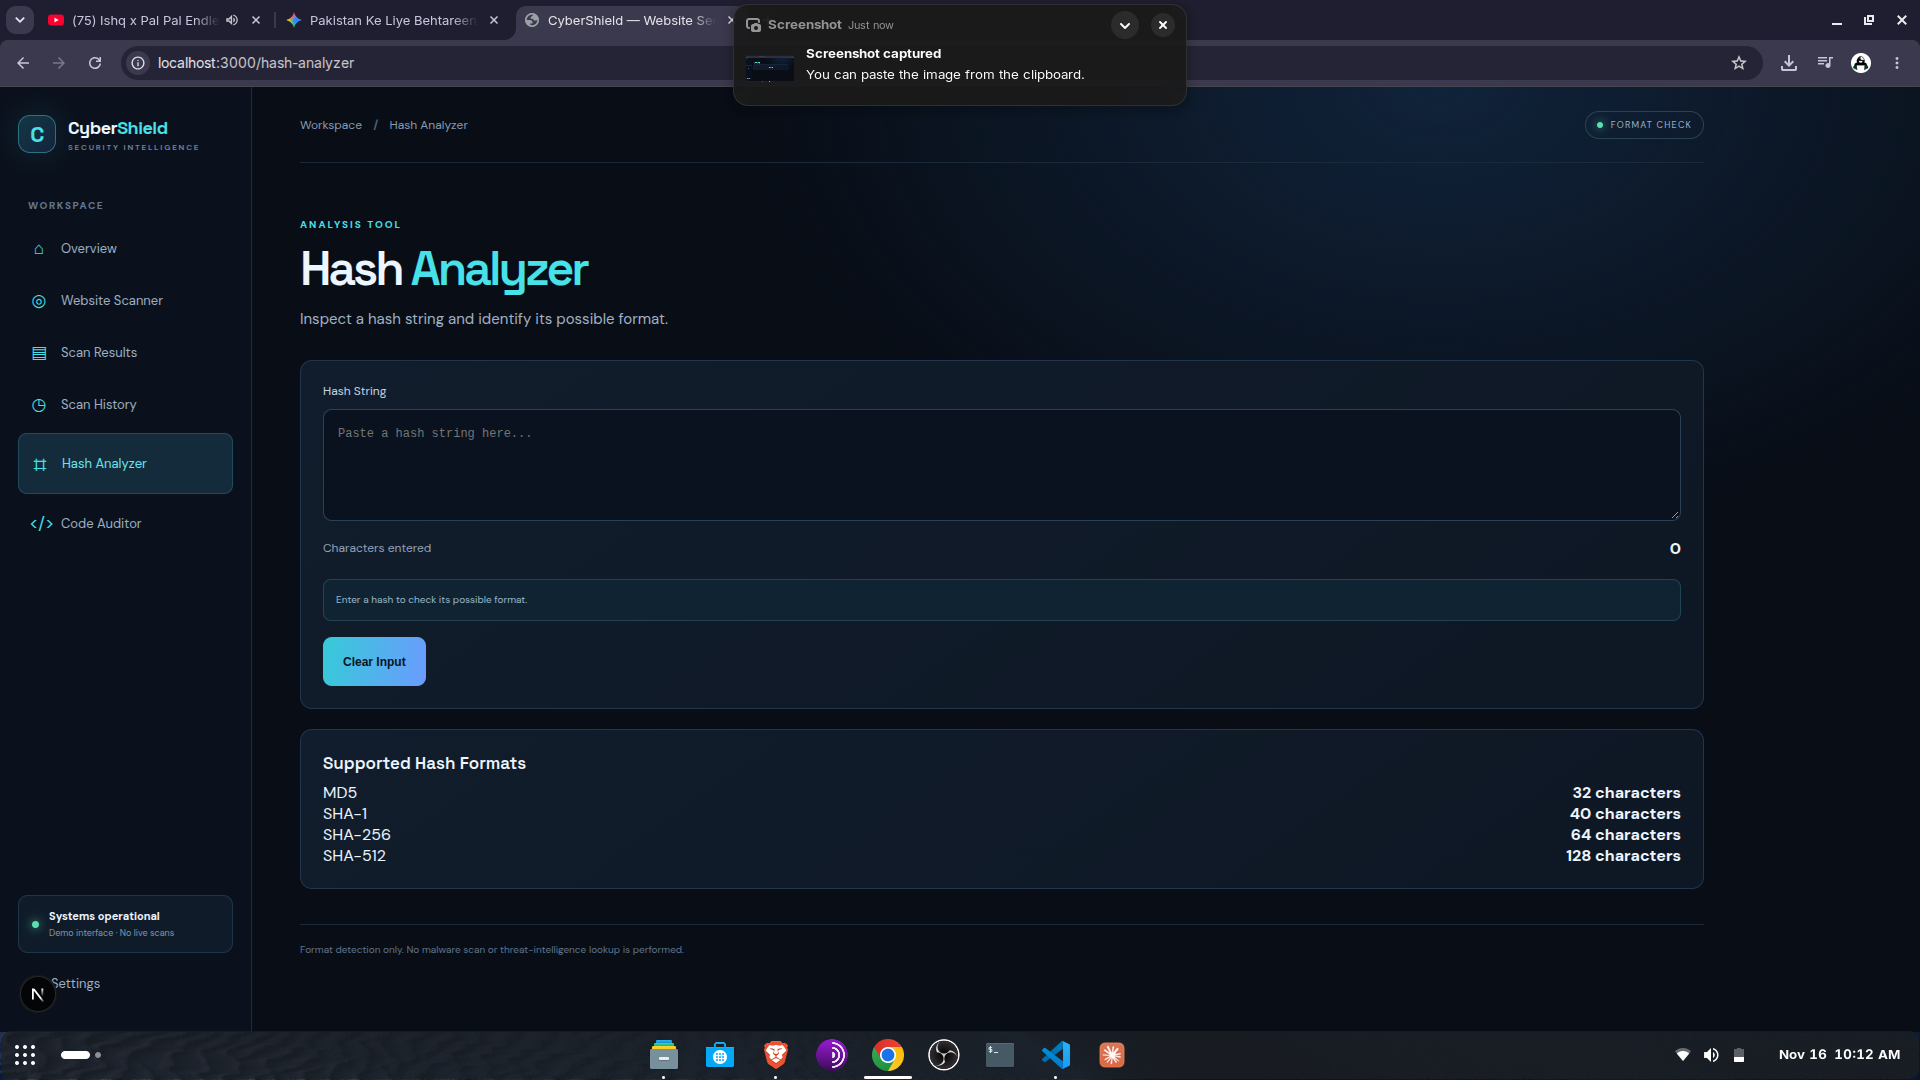 (75) Ishq x Pal Pal Endle
Pakistan Ke Liye Behtareen
CyberShield — Website Se
localhost:3000/hash-analyzer
Screenshot Just now
Screenshot captured
You can paste the image from the clipboard.
C
CyberShield
SECURITY INTELLIGENCE
WORKSPACE
Overview
Website Scanner
Scan Results
Scan History
Hash Analyzer
</> Code Auditor
Systems operational
Demo interface · No live scans
N
Settings
Workspace / Hash Analyzer
FORMAT CHECK
ANALYSIS TOOL
Hash Analyzer
Inspect a hash string and identify its possible format.
Hash String
Paste a hash string here...
Characters entered 0
Enter a hash to check its possible format.
Clear Input
Supported Hash Formats
MD5 32 characters
SHA-1 40 characters
SHA-256 64 characters
SHA-512 128 characters
Format detection only. No malware scan or threat-intelligence lookup is performed.
$_
Nov 16 10:12 AM